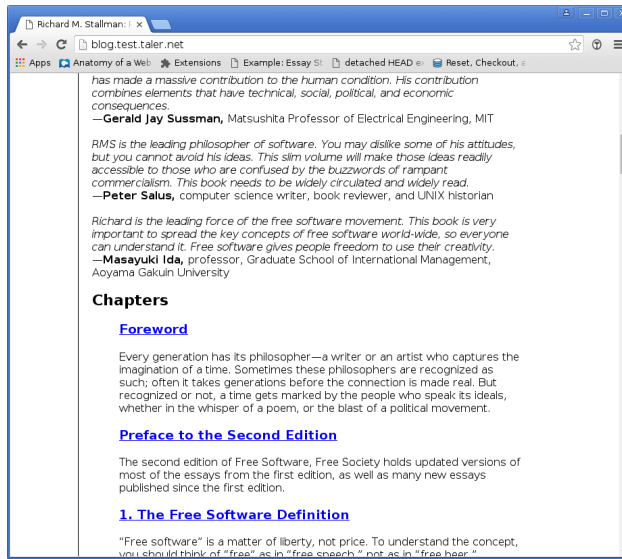 Richard M. Stallman: F
blog.test.taler.net
Apps Anatomy of a Web Extensions Example: Essay St detached HEAD e Reset, Checkout, a
has made a massive contribution to the human condition. His contribution
combines elements that have technical, social, political, and economic
consequences.
—Gerald Jay Sussman, Matsushita Professor of Electrical Engineering, MIT
RMS is the leading philosopher of software. You may dislike some of his attitudes,
but you cannot avoid his ideas. This slim volume will make those ideas readily
accessible to those who are confused by the buzzwords of rampant
commercialism. This book needs to be widely circulated and widely read.
—Peter Salus, computer science writer, book reviewer, and UNIX historian
Richard is the leading force of the free software movement. This book is very
important to spread the key concepts of free software world-wide, so everyone
can understand it. Free software gives people freedom to use their creativity.
—Masayuki Ida, professor, Graduate School of International Management,
Aoyama Gakuin University
Chapters
Foreword
Every generation has its philosopher—a writer or an artist who captures the
imagination of a time. Sometimes these philosophers are recognized as
such; often it takes generations before the connection is made real. But
recognized or not, a time gets marked by the people who speak its ideals,
whether in the whisper of a poem, or the blast of a political movement.
Preface to the Second Edition
The second edition of Free Software, Free Society holds updated versions of
most of the essays from the first edition, as well as many new essays
published since the first edition.
1. The Free Software Definition
“Free software” is a matter of liberty, not price. To understand the concept,
you should think of “free” as in “free speech,” not as in “free beer.”